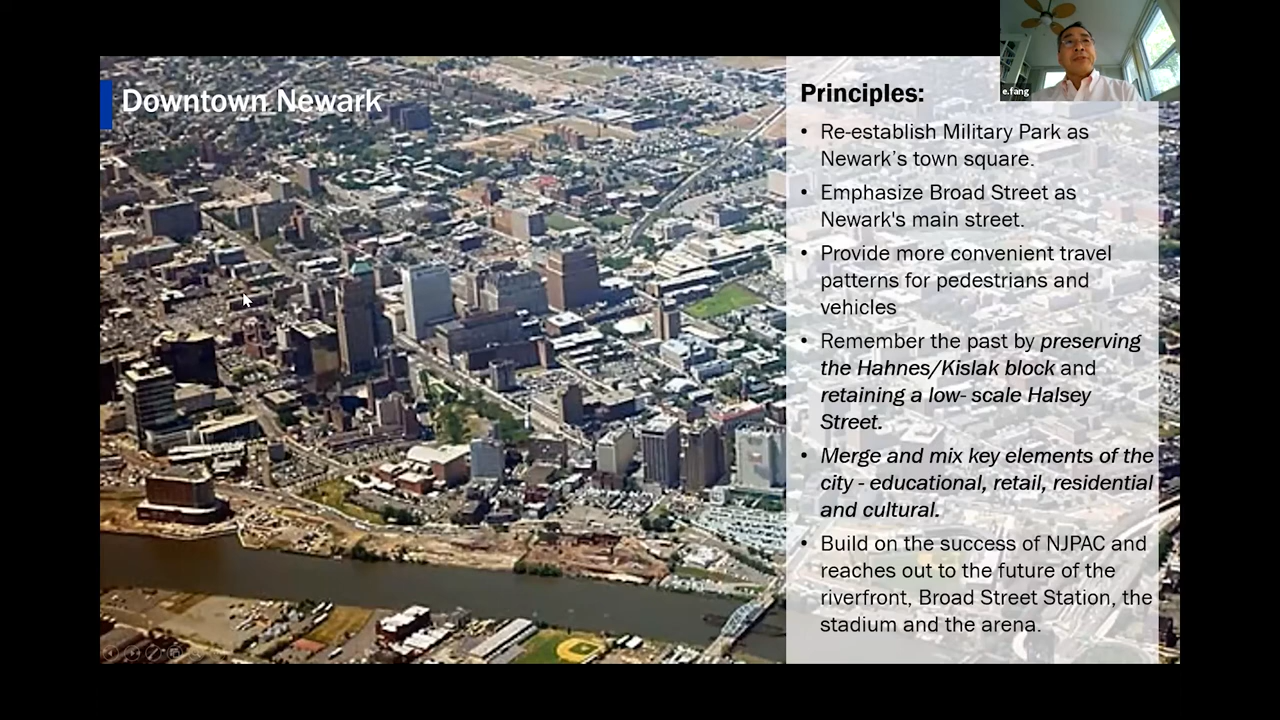 Downtown Newark
e.fang
Principles:
• Re-establish Military Park as
Newark’s town square.
• Emphasize Broad Street as
Newark's main street.
• Provide more convenient travel
patterns for pedestrians and
vehicles
• Remember the past by preserving
the Hahnes/Kislak block and
retaining a low- scale Halsey
Street.
• Merge and mix key elements of the
city - educational, retail, residential
and cultural.
• Build on the success of NJPAC and
reaches out to the future of the
riverfront, Broad Street Station, the
stadium and the arena.